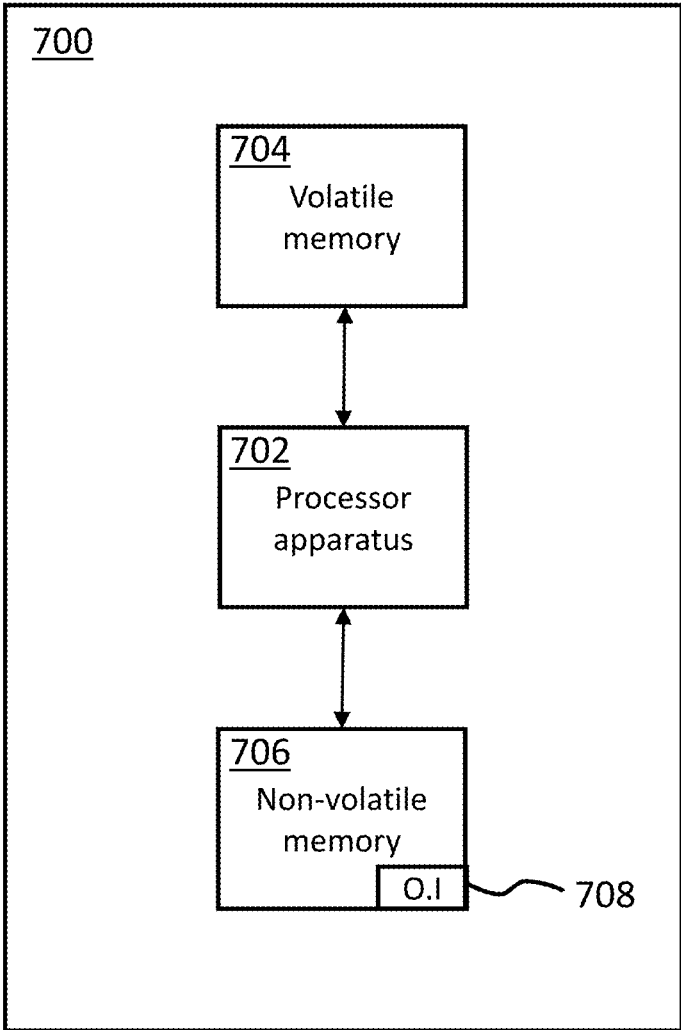 700
704
Volatile
memory
702
Processor
apparatus
706
Non-volatile
memory
O.I
708